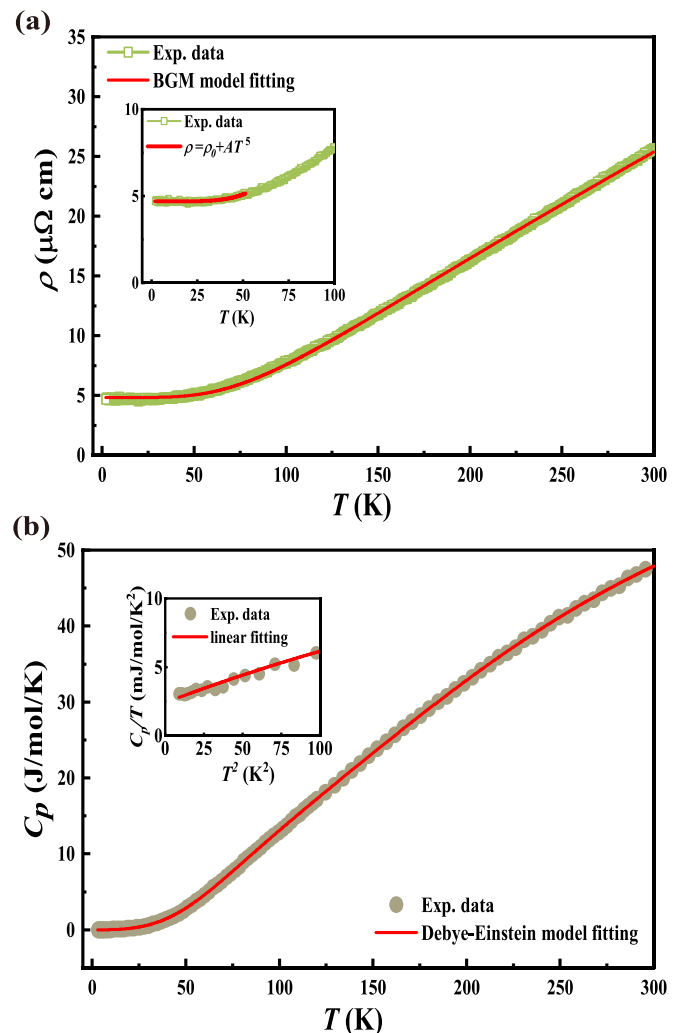 (a)
35
30
25
20
15
10
5
0
ρ (μΩ cm)
Exp. data
BGM model fitting
10
5
0
Exp. data
ρ=ρ₀+AT⁵
0 25 50 75 100
T (K)
0 50 100 150 200 250 300
T (K)
(b)
50
40
30
20
10
0
Cₚ (J/mol/K)
10
5
0
Cₚ/T (mJ/mol/K²)
Exp. data
linear fitting
0 25 50 75 100
T² (K²)
Exp. data
Debye-Einstein model fitting
0 50 100 150 200 250 300
T (K)